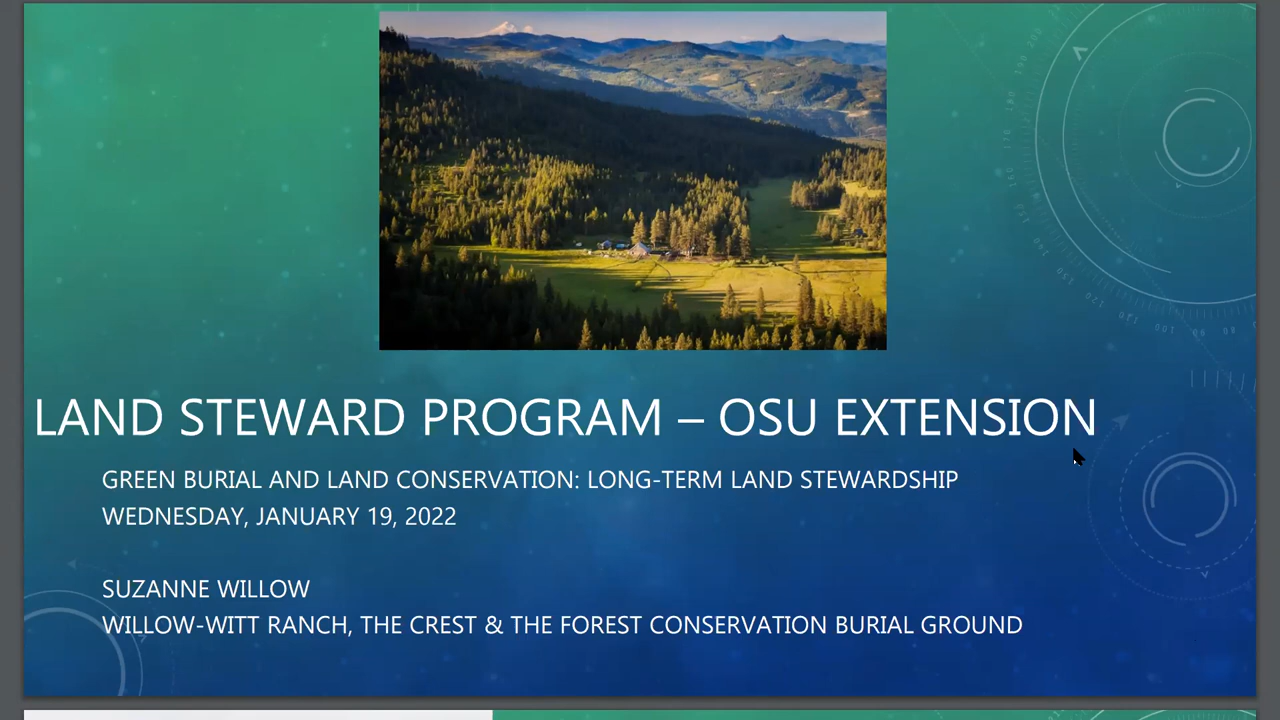 LAND STEWARD PROGRAM – OSU EXTENSION
GREEN BURIAL AND LAND CONSERVATION: LONG-TERM LAND STEWARDSHIP
WEDNESDAY, JANUARY 19, 2022
SUZANNE WILLOW
WILLOW-WITT RANCH, THE CREST & THE FOREST CONSERVATION BURIAL GROUND